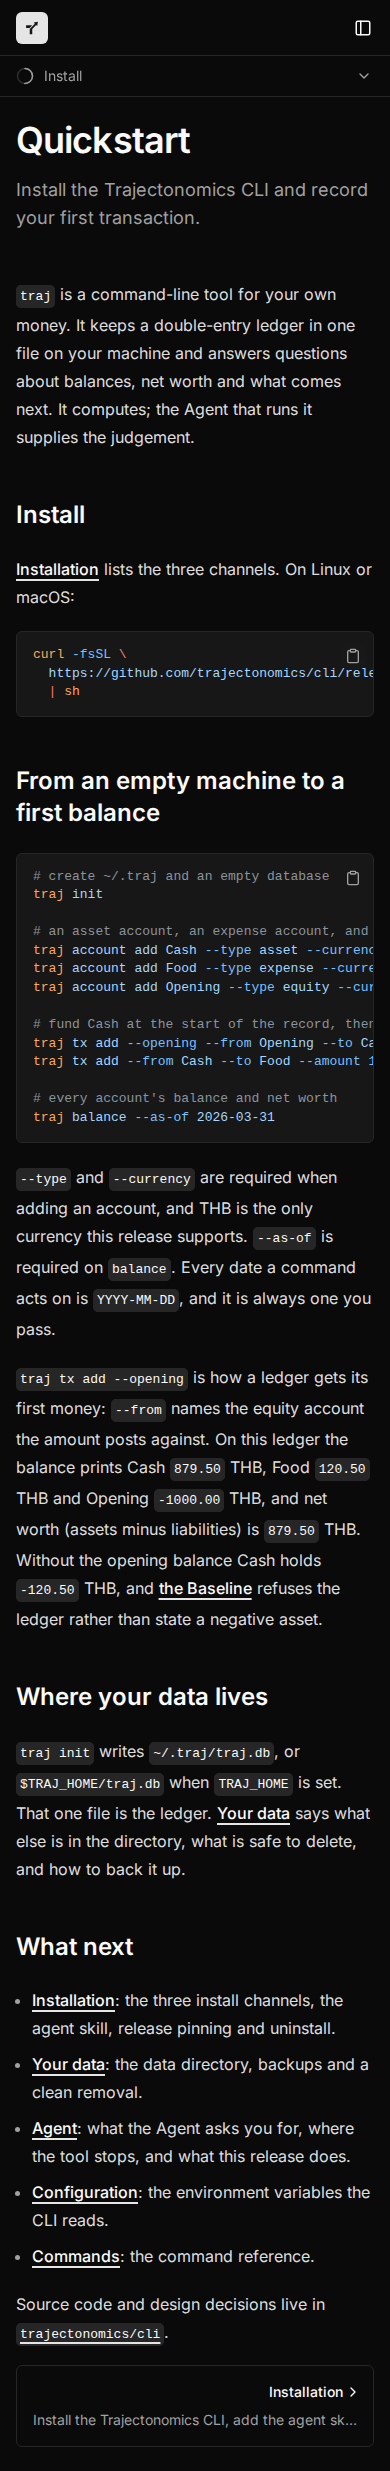 Install
Quickstart
Install the Trajectonomics CLI and record
your first transaction.
traj is a command-line tool for your own
money. It keeps a double-entry ledger in one
file on your machine and answers questions
about balances, net worth and what comes
next. It computes; the Agent that runs it
supplies the judgement.
Install
Installation lists the three channels. On Linux or
macOS:
curl -fsSL \
https://github.com/trajectonomics/cli/rele
| sh
From an empty machine to a
first balance
# create ~/.traj and an empty database
traj init
# an asset account, an expense account, and
traj account add Cash --type asset --currenc
traj account add Food --type expense --curre
traj account add Opening --type equity --cur
# fund Cash at the start of the record, then
traj tx add --opening --from Opening --to Ca
traj tx add --from Cash --to Food --amount 1
# every account's balance and net worth
traj balance --as-of 2026-03-31
--type and --currency are required when
adding an account, and THB is the only
currency this release supports. --as-of is
required on balance. Every date a command
acts on is YYYY-MM-DD, and it is always one you
pass.
traj tx add --opening is how a ledger gets its
first money: --from names the equity account
the amount posts against. On this ledger the
balance prints Cash 879.50 THB, Food 120.50
THB and Opening -1000.00 THB, and net
worth (assets minus liabilities) is 879.50 THB.
Without the opening balance Cash holds
-120.50 THB, and the Baseline refuses the
ledger rather than state a negative asset.
Where your data lives
traj init writes ~/.traj/traj.db, or
$TRAJ_HOME/traj.db when TRAJ_HOME is set.
That one file is the ledger. Your data says what
else is in the directory, what is safe to delete,
and how to back it up.
What next
• Installation: the three install channels, the
agent skill, release pinning and uninstall.
• Your data: the data directory, backups and a
clean removal.
• Agent: what the Agent asks you for, where
the tool stops, and what this release does.
• Configuration: the environment variables the
CLI reads.
• Commands: the command reference.
Source code and design decisions live in
trajectonomics/cli.
Installation
Install the Trajectonomics CLI, add the agent sk...